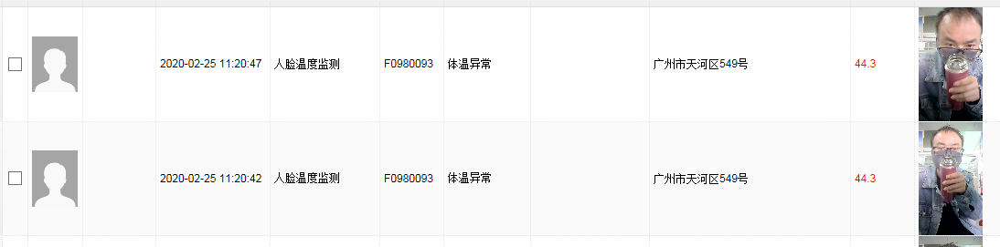 2020-02-25 11:20:47 人脸温度监测 F0980093 体温异常 广州市天河区549号 44.3
2020-02-25 11:20:42 人脸温度监测 F0980093 体温异常 广州市天河区549号 44.3